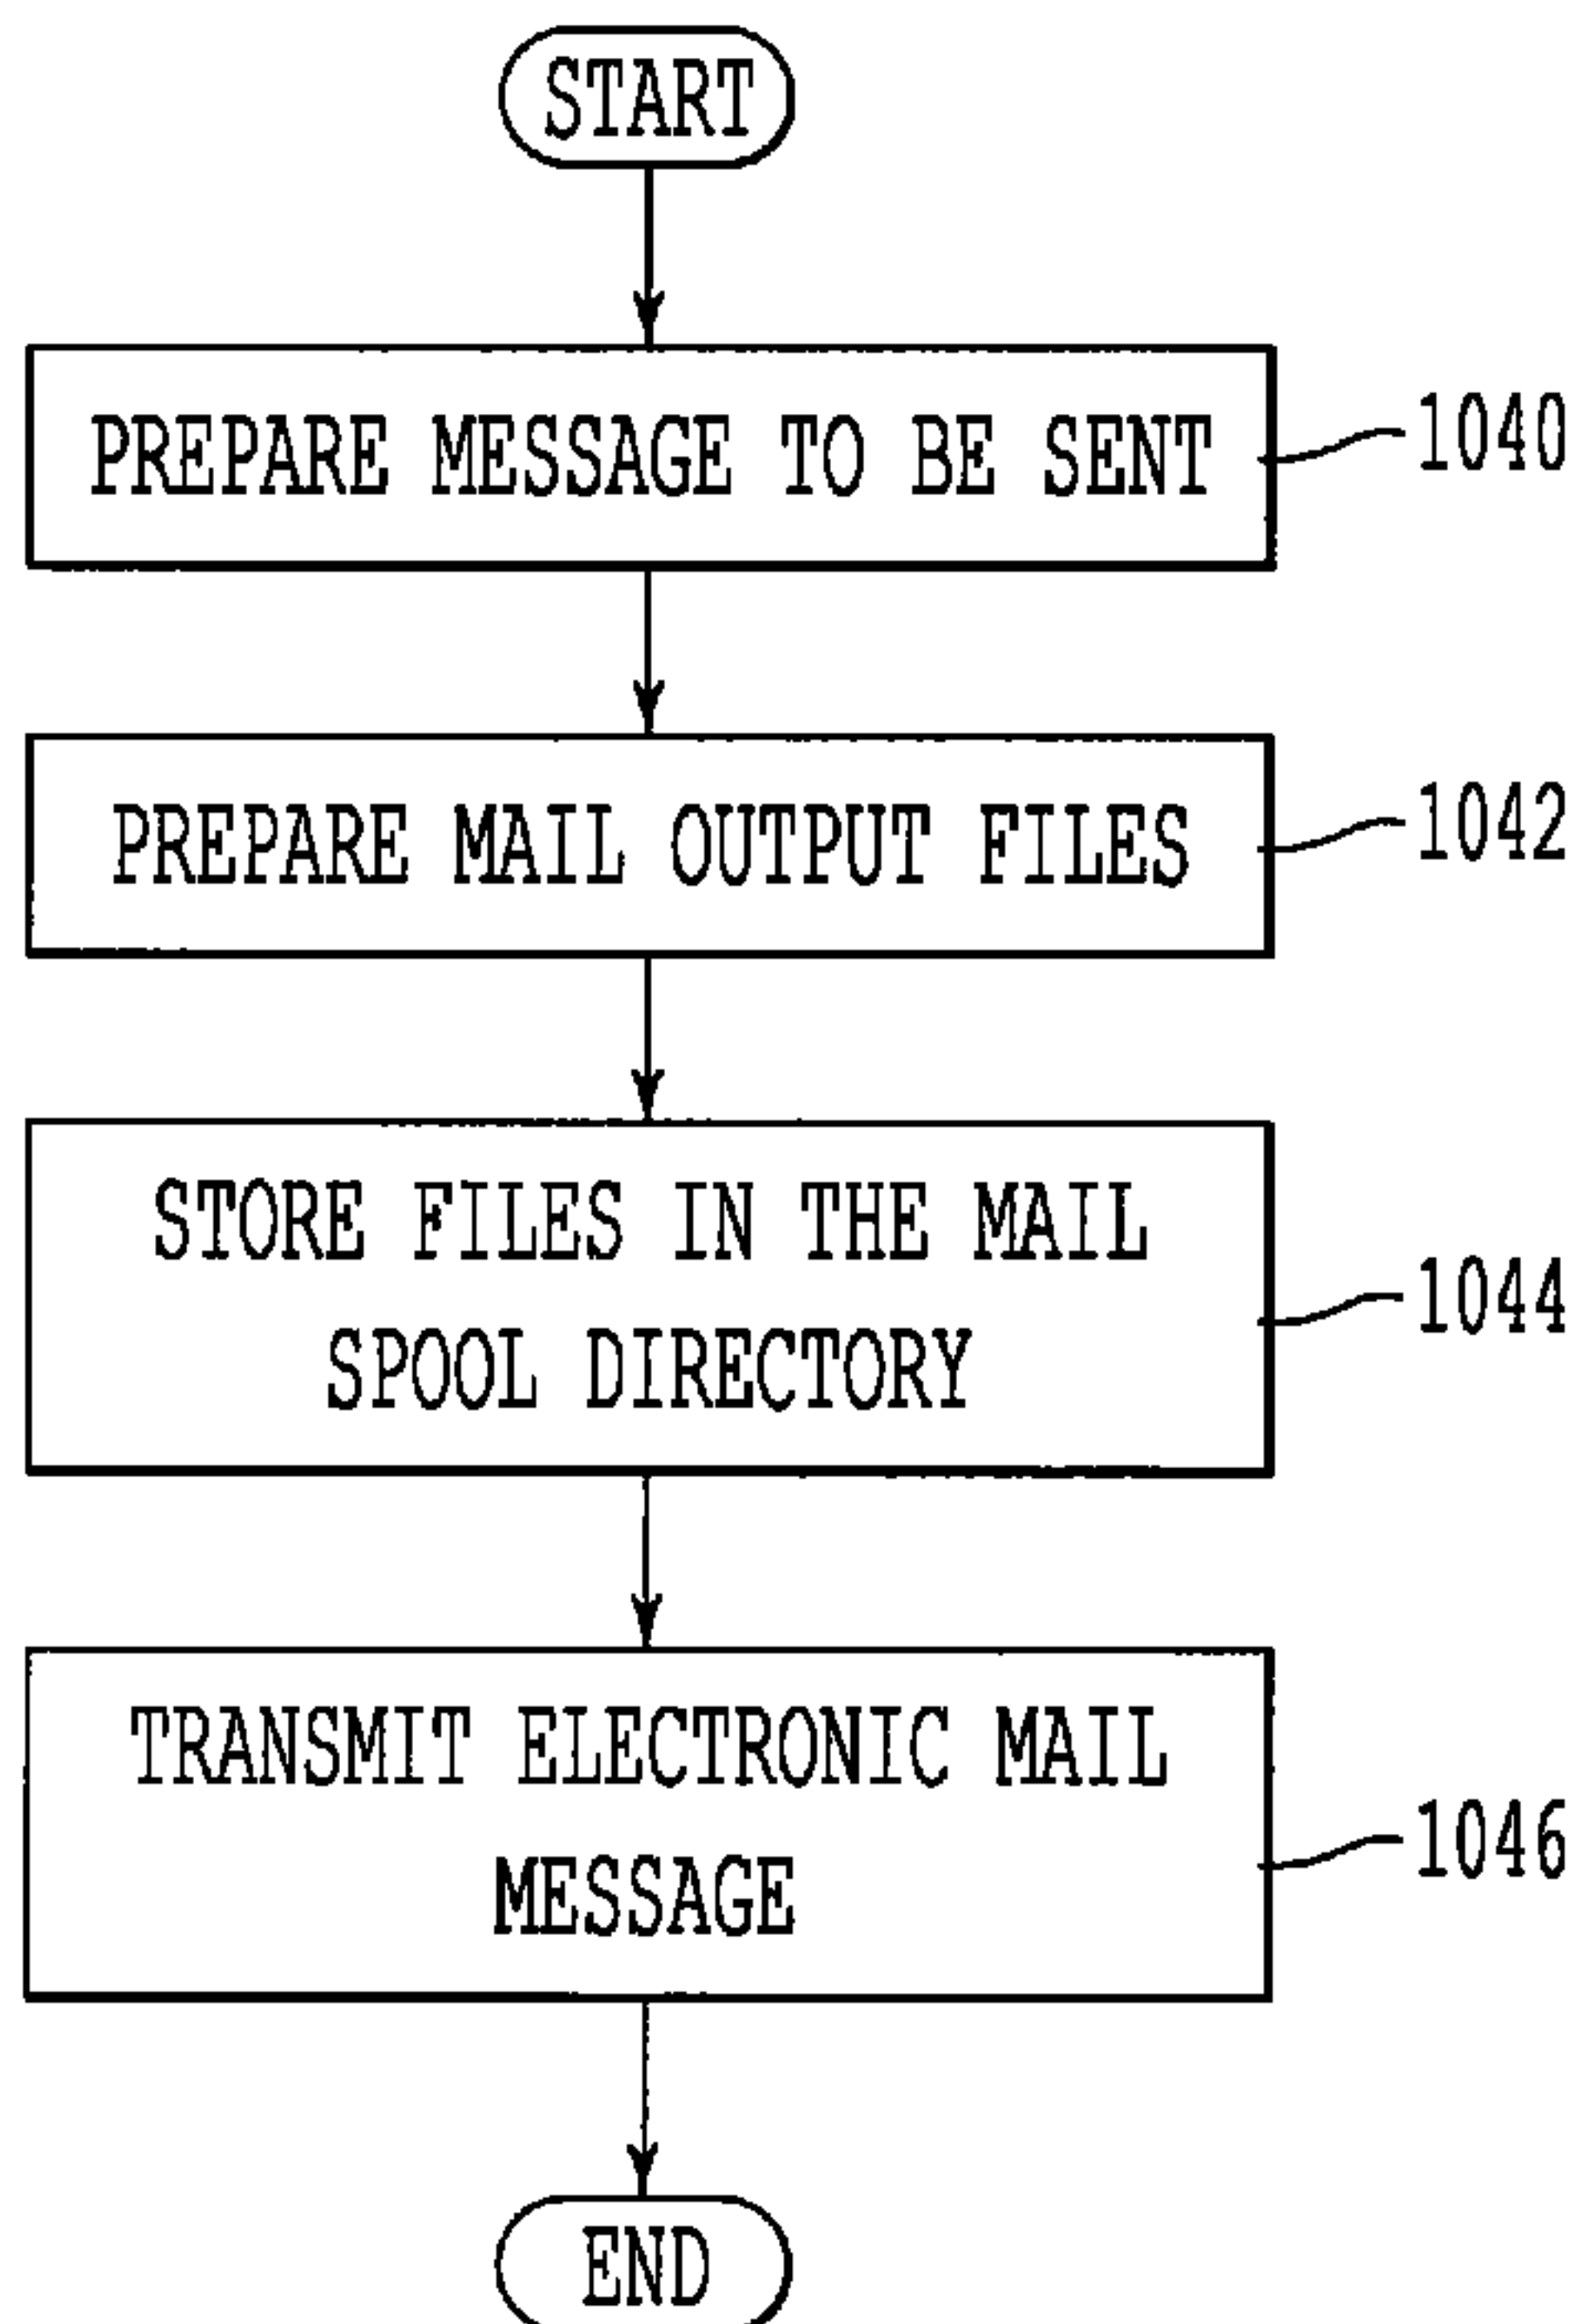 START
PREPARE MESSAGE TO BE SENT
1040
PREPARE MAIL OUTPUT FILES
1042
STORE FILES IN THE MAIL
SPOOL DIRECTORY
1044
TRANSMIT ELECTRONIC MAIL
MESSAGE
1046
END